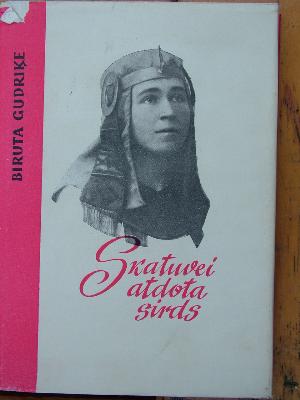 BIRUTA GUDRIĶE
Skatuvei
atdota
sirds